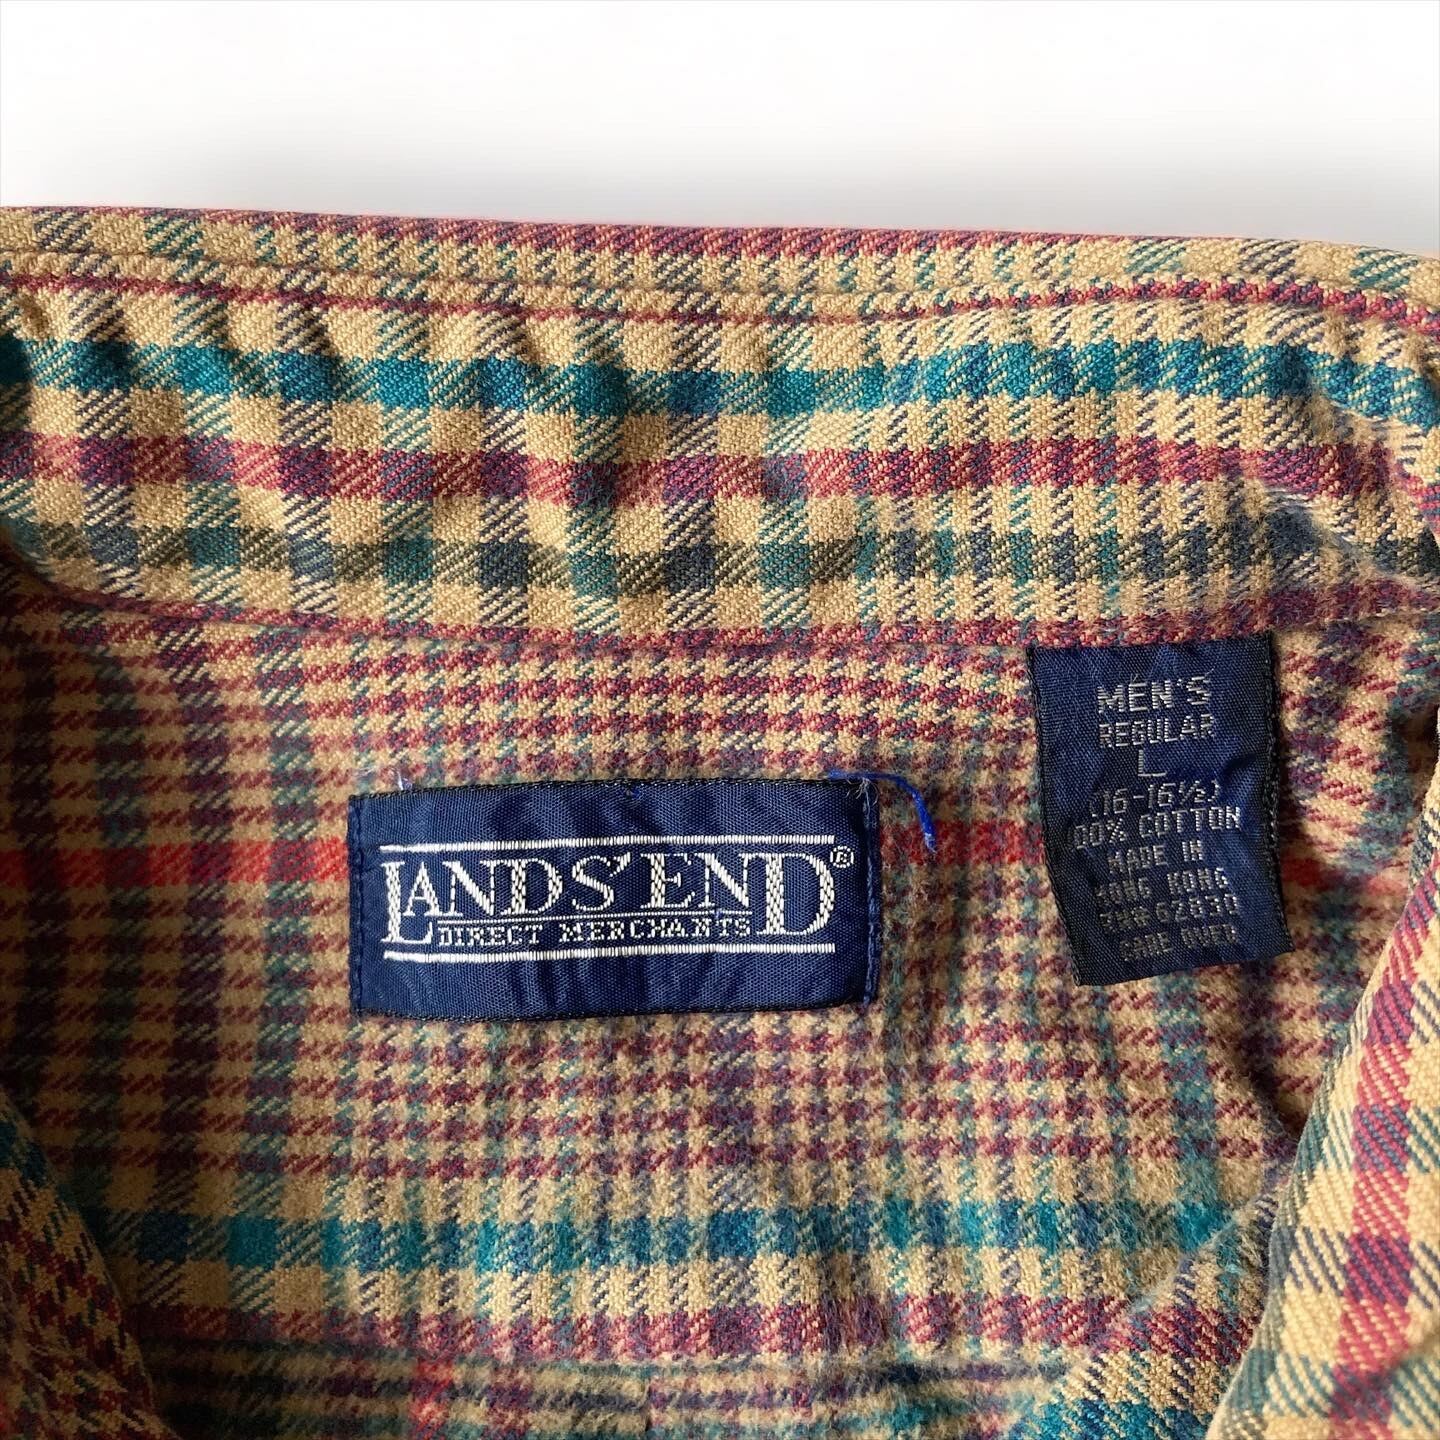 LANDS' END®
DIRECT MERCHANTS
MEN'S
REGULAR
L
(16-16½)
100% COTTON
MADE IN
HONG KONG
RN#62830
CARE OVER